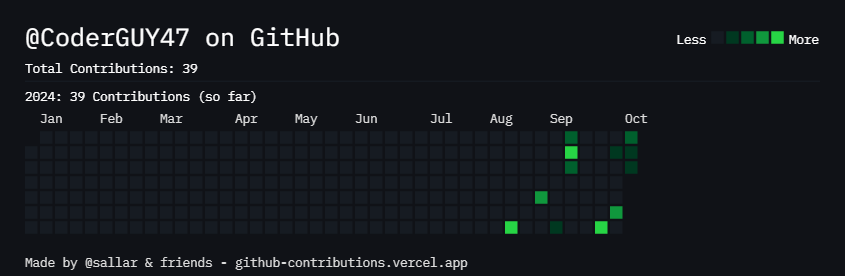 @CoderGUY47 on GitHub
Less More
Total Contributions: 39
2024: 39 Contributions (so far)
Jan Feb Mar Apr May Jun Jul Aug Sep Oct
Made by @sallar & friends - github-contributions.vercel.app